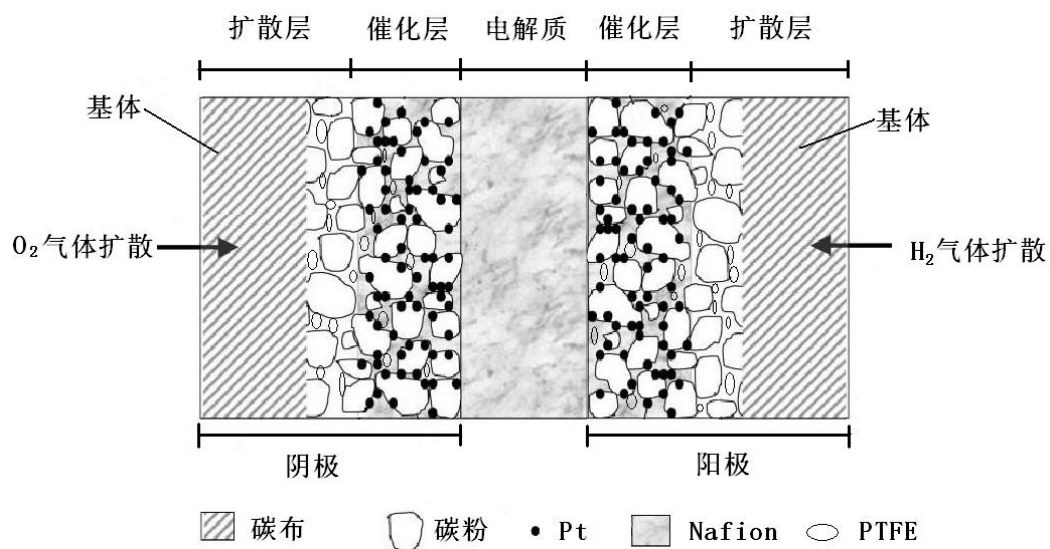 扩散层 催化层 电解质 催化层 扩散层
基体 基体
O₂气体扩散 H₂气体扩散
阴极 阳极
碳布 碳粉 Pt Nafion PTFE